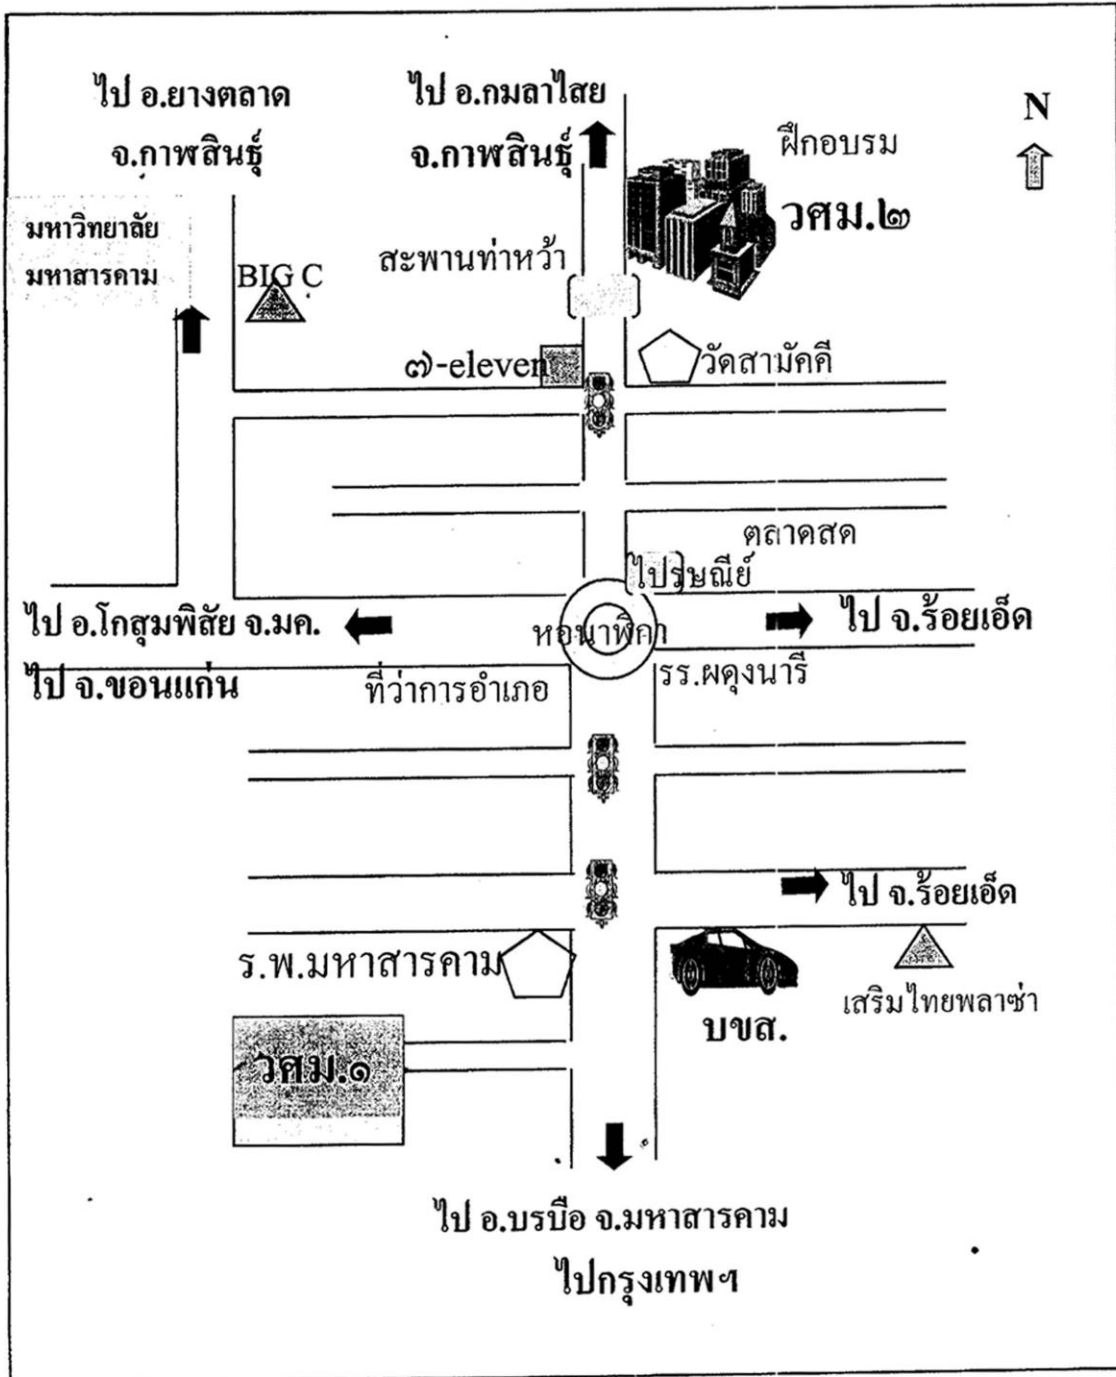 ไป อ.ยางตลาด
จ.กาฬสินธุ์
ไป อ.กมลาไสย
จ.กาฬสินธุ์
N
ฝึกอบรม
วศม.๒
มหาวิทยาลัย
มหาสารคาม
BIG C
สะพานท่าหว้า
๗-eleven
วัดสามัคคี
ตลาดสด
ไปรษณีย์
ไป อ.โกสุมพิสัย จ.มค.
หอนาฬิกา
ไป จ.ร้อยเอ็ด
ไป จ.ขอนแก่น
ที่ว่าการอำเภอ
รร.ผดุงนารี
ไป จ.ร้อยเอ็ด
ร.พ.มหาสารคาม
บขส.
เสริมไทยพลาซ่า
วศม.๑
ไป อ.บรบือ จ.มหาสารคาม
ไปกรุงเทพฯ